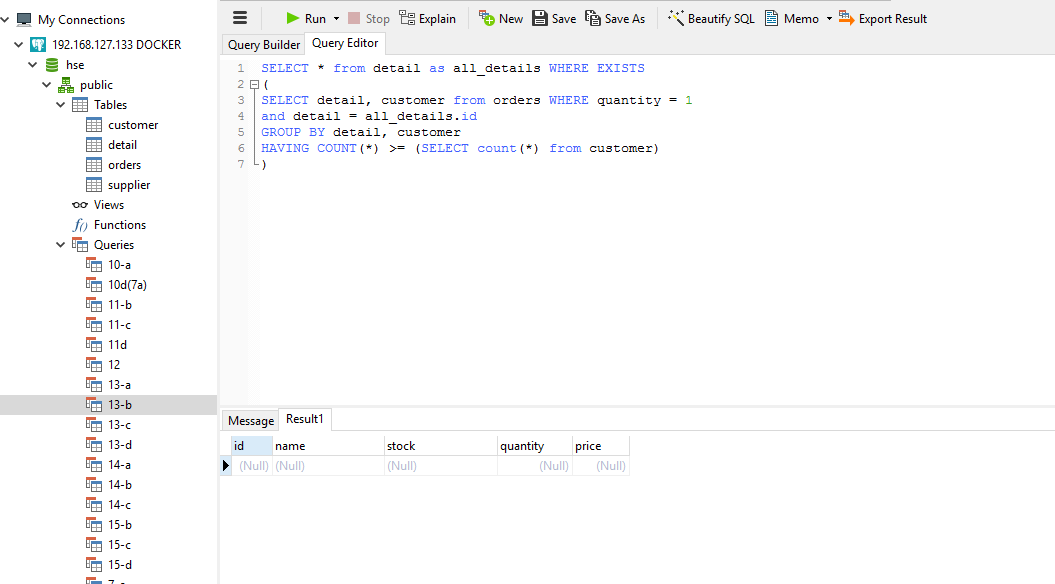 My Connections
192.168.127.133 DOCKER
hse
public
Tables
customer
detail
orders
supplier
Views
Functions
Queries
10-a
10d(7a)
11-b
11-c
11d
12
13-a
13-b
13-c
13-d
14-a
14-b
14-c
15-b
15-c
15-d
Run Stop Explain New Save Save As Beautify SQL Memo Export Result
Query Builder Query Editor
1 SELECT * from detail as all_details WHERE EXISTS
2 (
3 SELECT detail, customer from orders WHERE quantity = 1
4 and detail = all_details.id
5 GROUP BY detail, customer
6 HAVING COUNT(*) >= (SELECT count(*) from customer)
7 )
Message Result1
id name stock quantity price
(Null) (Null) (Null) (Null) (Null)